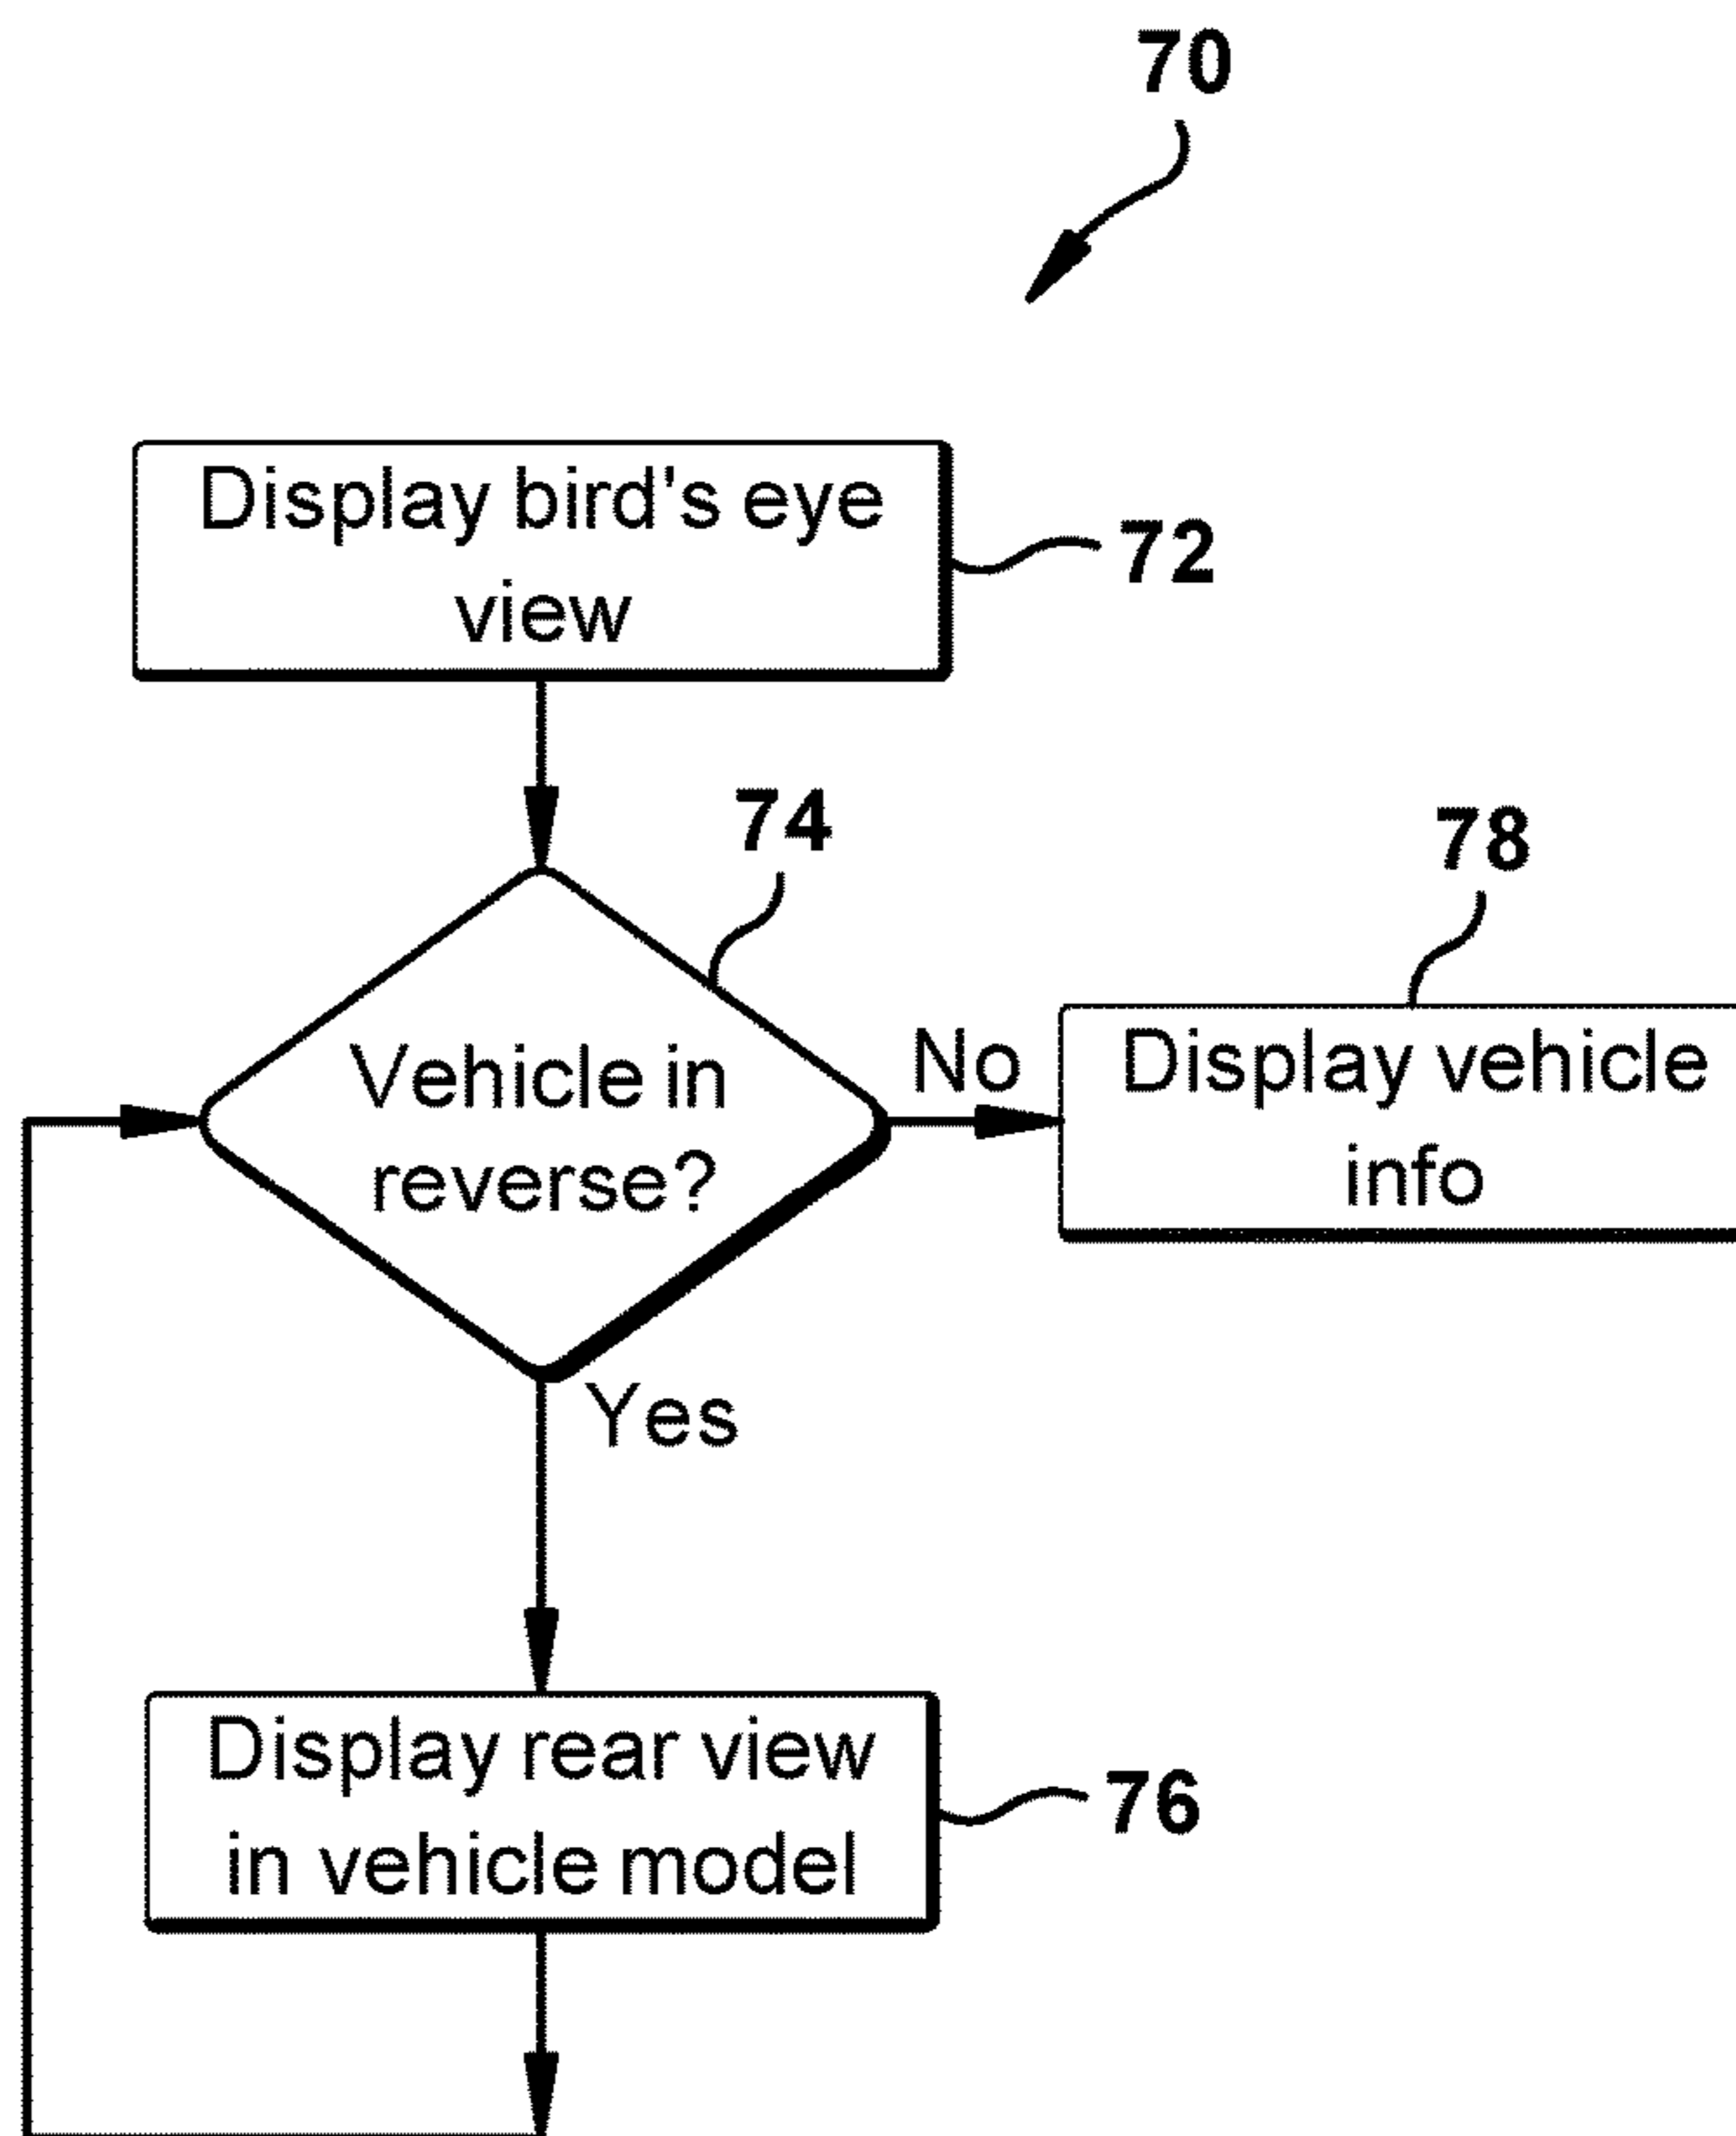 70
Display bird's eye
view
72
74
78
Vehicle in
reverse?
No
Display vehicle
info
Yes
Display rear view
in vehicle model
76